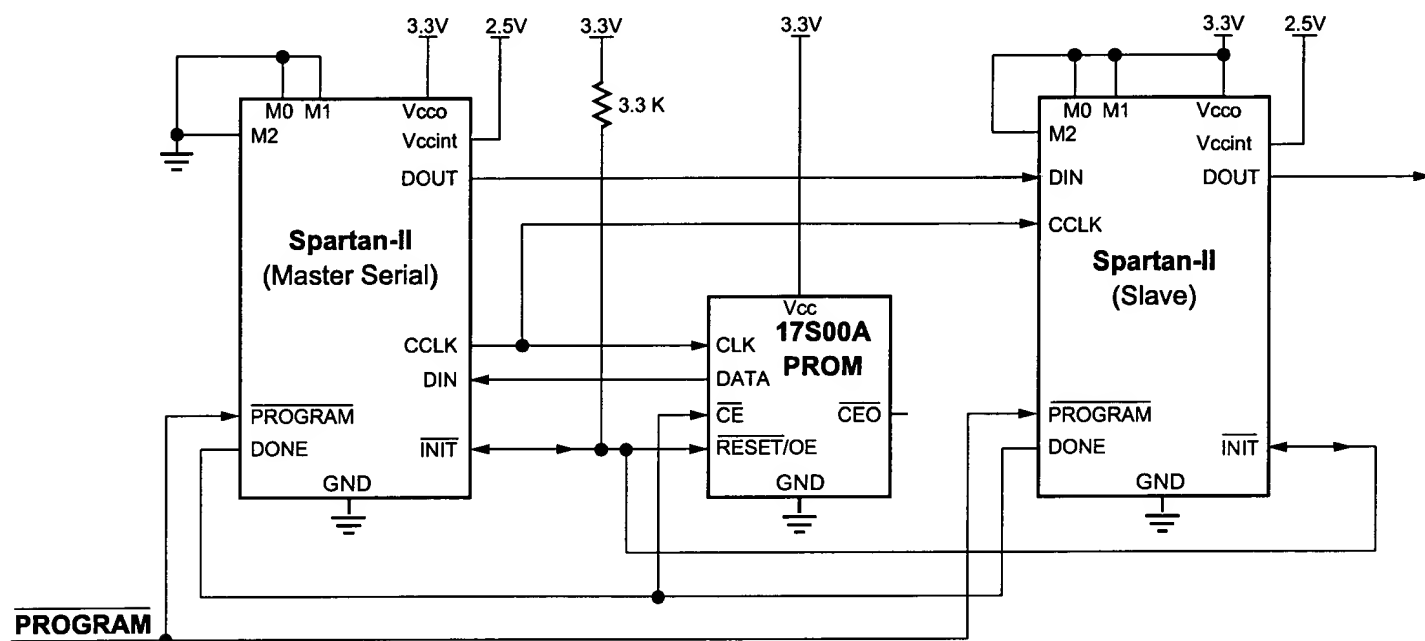 3.3V 2.5V 3.3V 3.3V 3.3V 2.5V
M0 M1 Vcco
M2
Vccint
DOUT
Spartan-II
(Master Serial)
CCLK
DIN
PROGRAM
DONE
INIT
GND
3.3 K
Vcc
17S00A
PROM
CLK
DATA
CE
CEO
RESET/OE
GND
M0 M1 Vcco
M2
Vccint
DIN
DOUT
CCLK
Spartan-II
(Slave)
PROGRAM
DONE
INIT
GND
PROGRAM